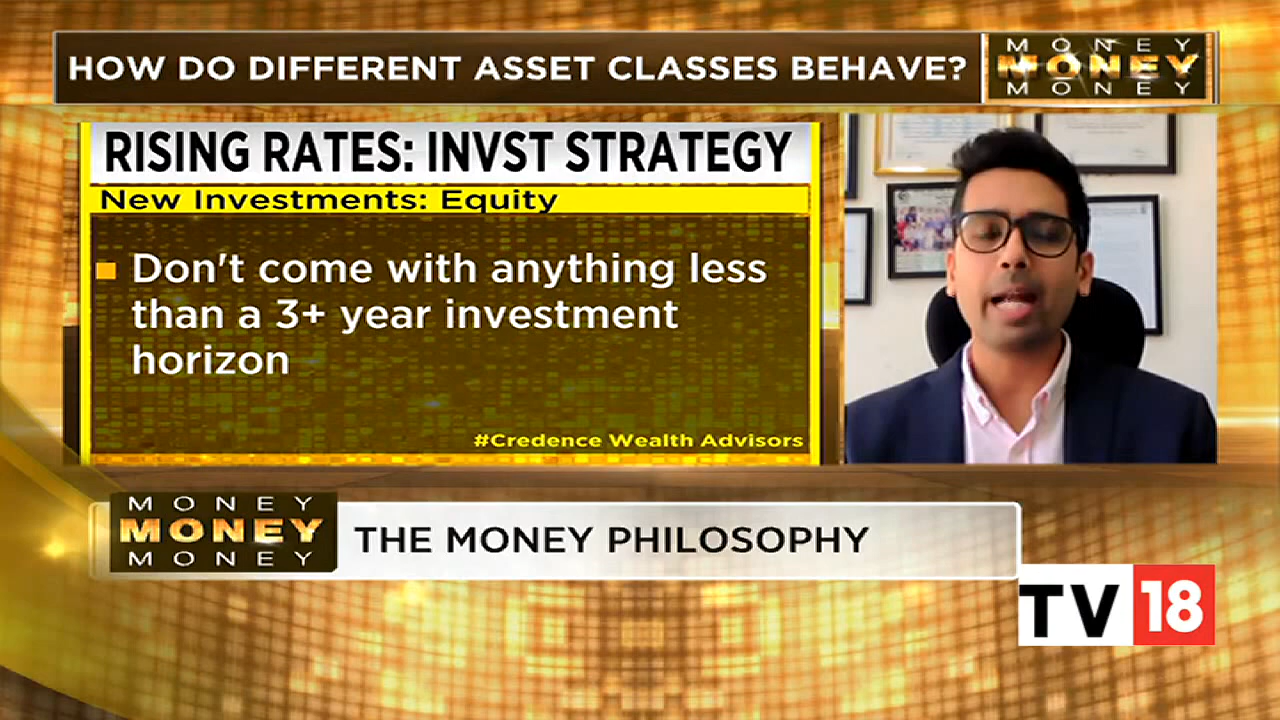 HOW DO DIFFERENT ASSET CLASSES BEHAVE?
MONEY
MONEY
MONEY
RISING RATES: INVST STRATEGY
New Investments: Equity
Don't come with anything less
than a 3+ year investment
horizon
#Credence Wealth Advisors
MONEY
MONEY
MONEY
THE MONEY PHILOSOPHY
TV18